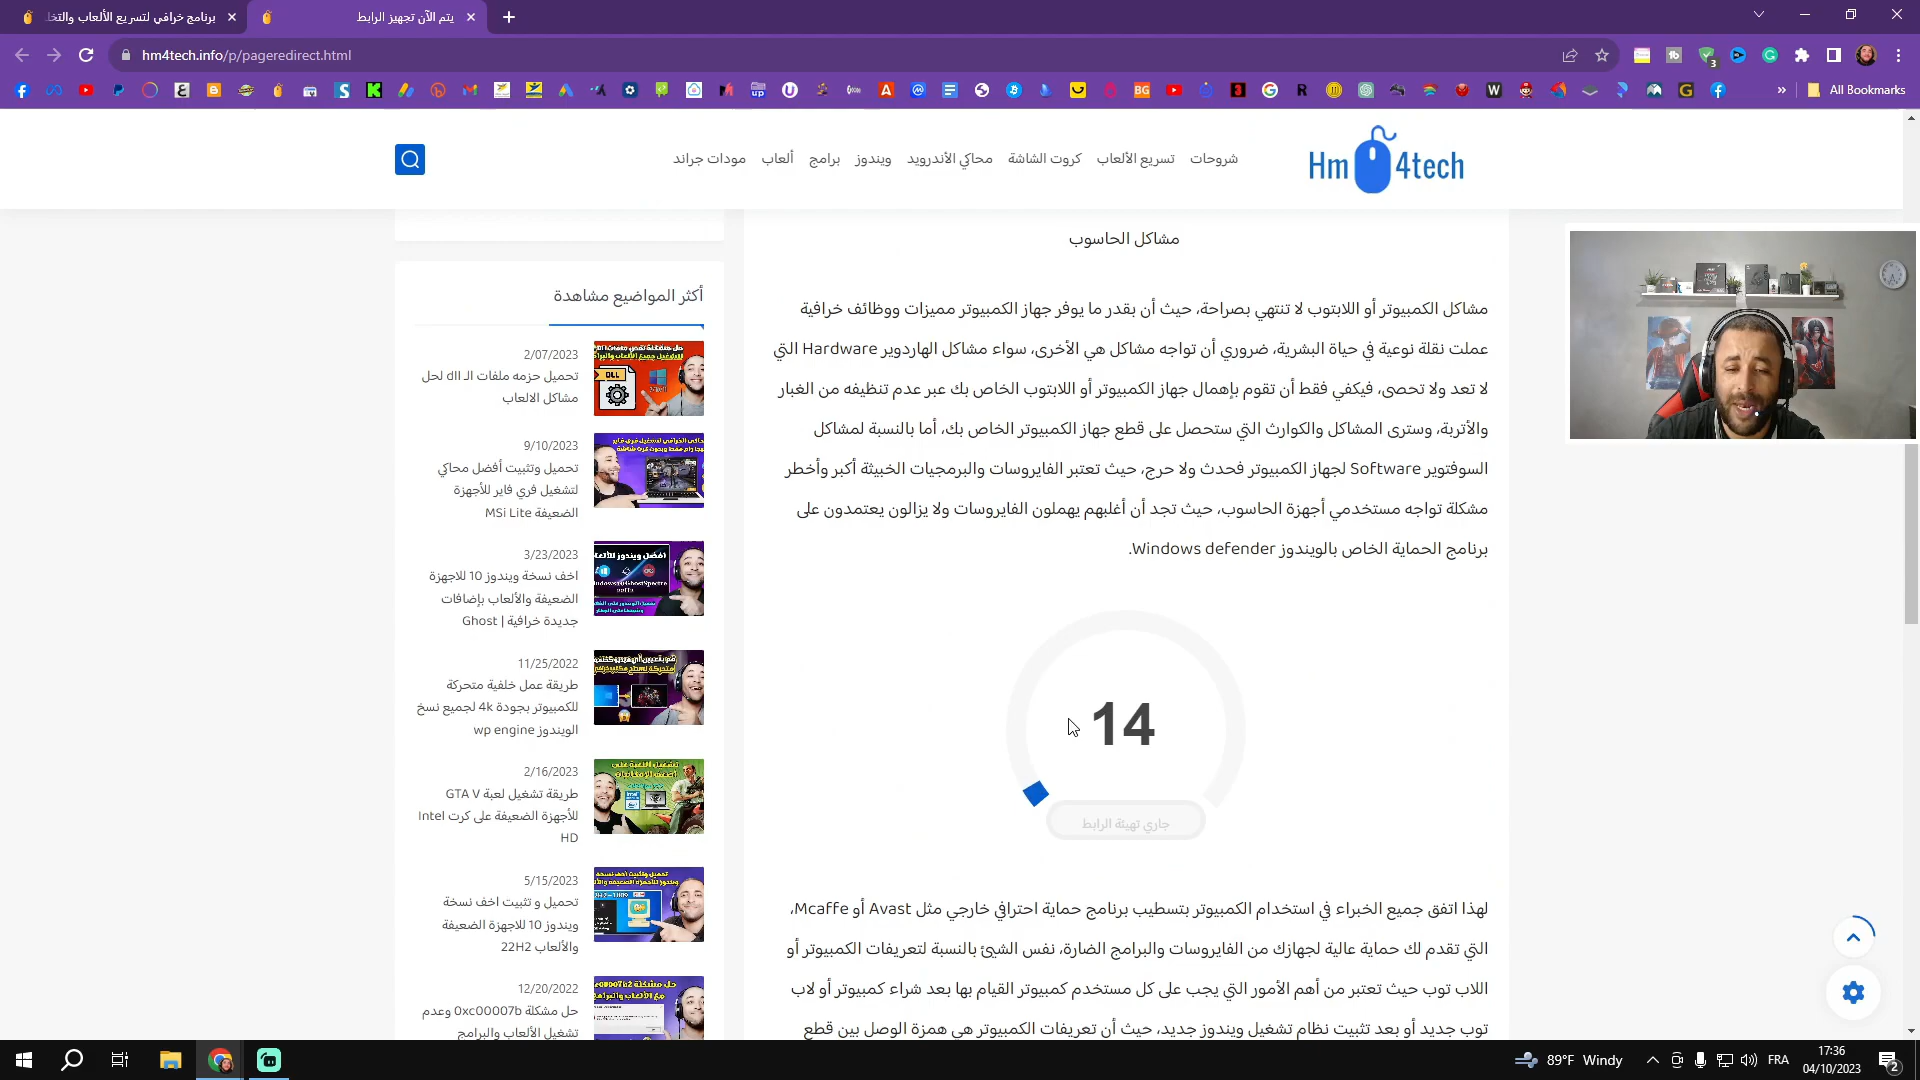 برنامج خرافي لتسريع الألعاب والتخا
يتم الآن تجهيز الرابط
hm4tech.info/p/pageredirect.html
All Bookmarks
Hm 4tech
شروحات
تسريع الألعاب
كروت الشاشة
محاكي الأندرويد
ويندوز
برامج
ألعاب
مودات جراند
مشاكل الحاسوب
مشاكل الكمبيوتر أو اللابتوب لا تنتهي بصراحة، حيث أن بقدر ما يوفر جهاز الكمبيوتر مميزات ووظائف خرافية
عملت نقلة نوعية في حياة البشرية، ضروري أن تواجه مشاكل هي الأخرى، سواء مشاكل الهاردوير Hardware التي
لا تعد ولا تحصى، فيكفي فقط أن تقوم بإهمال جهاز الكمبيوتر أو اللابتوب الخاص بك عبر عدم تنظيفه من الغبار
والأتربة، وسترى المشاكل والكوارث التي ستحصل على قطع جهاز الكمبيوتر الخاص بك، أما بالنسبة لمشاكل
السوفتوير Software لجهاز الكمبيوتر فحدث ولا حرج، حيث تعتبر الفايروسات والبرمجيات الخبيثة أكبر وأخطر
مشكلة تواجه مستخدمي أجهزة الحاسوب، حيث تجد أن أغلبهم يهملون الفايروسات ولا يزالون يعتمدون على
برنامج الحماية الخاص بالويندوز Windows defender.
14
جاري تهيئة الرابط
لهذا اتفق جميع الخبراء في استخدام الكمبيوتر بتسطيب برنامج حماية احترافي خارجي مثل Avast أو Mcaffe،
التي تقدم لك حماية عالية لجهازك من الفايروسات والبرامج الضارة، نفس الشيئ بالنسبة لتعريفات الكمبيوتر أو
اللاب توب حيث تعتبر من أهم الأمور التي يجب على كل مستخدم كمبيوتر القيام بها بعد شراء كمبيوتر أو لاب
توب جديد أو بعد تثبيت نظام تشغيل ويندوز جديد، حيث أن تعريفات الكمبيوتر هي همزة الوصل بين قطع
أكثر المواضيع مشاهدة
2/07/2023
تحميل حزمه ملفات الـ dll لحل
مشاكل الالعاب
9/10/2023
تحميل وتثبيت أفضل محاكي
لتشغيل فري فاير للأجهزة
الضعيفة MSi Lite
3/23/2023
اخف نسخة ويندوز 10 للاجهزة
الضعيفة والألعاب بإضافات
جديدة خرافية | Ghost
11/25/2022
طريقة عمل خلفية متحركة
للكمبيوتر بجودة 4k لجميع نسخ
الويندوز wp engine
2/16/2023
طريقة تشغيل لعبة GTA V
للأجهزة الضعيفة على كرت Intel
HD
5/15/2023
تحميل و تثبيت اخف نسخة
ويندوز 10 للاجهزة الضعيفة
والألعاب 22H2
12/20/2022
حل مشكلة 0xc00007b وعدم
تشغيل الألعاب والبرامج
89°F Windy
FRA
17:36
04/10/2023
2